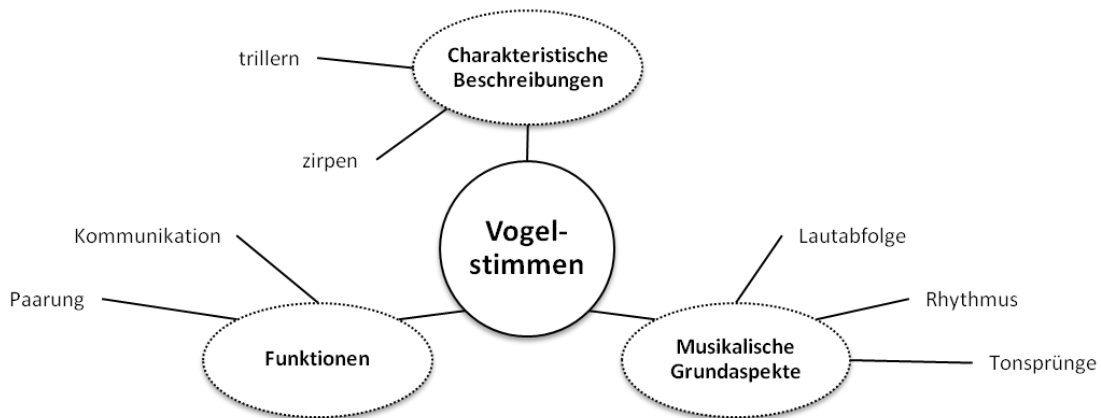 trillern
Charakteristische
Beschreibungen
zirpen
Vogel-
stimmen
Kommunikation
Paarung
Funktionen
Lautabfolge
Rhythmus
Musikalische
Grundaspekte
Tonsprünge